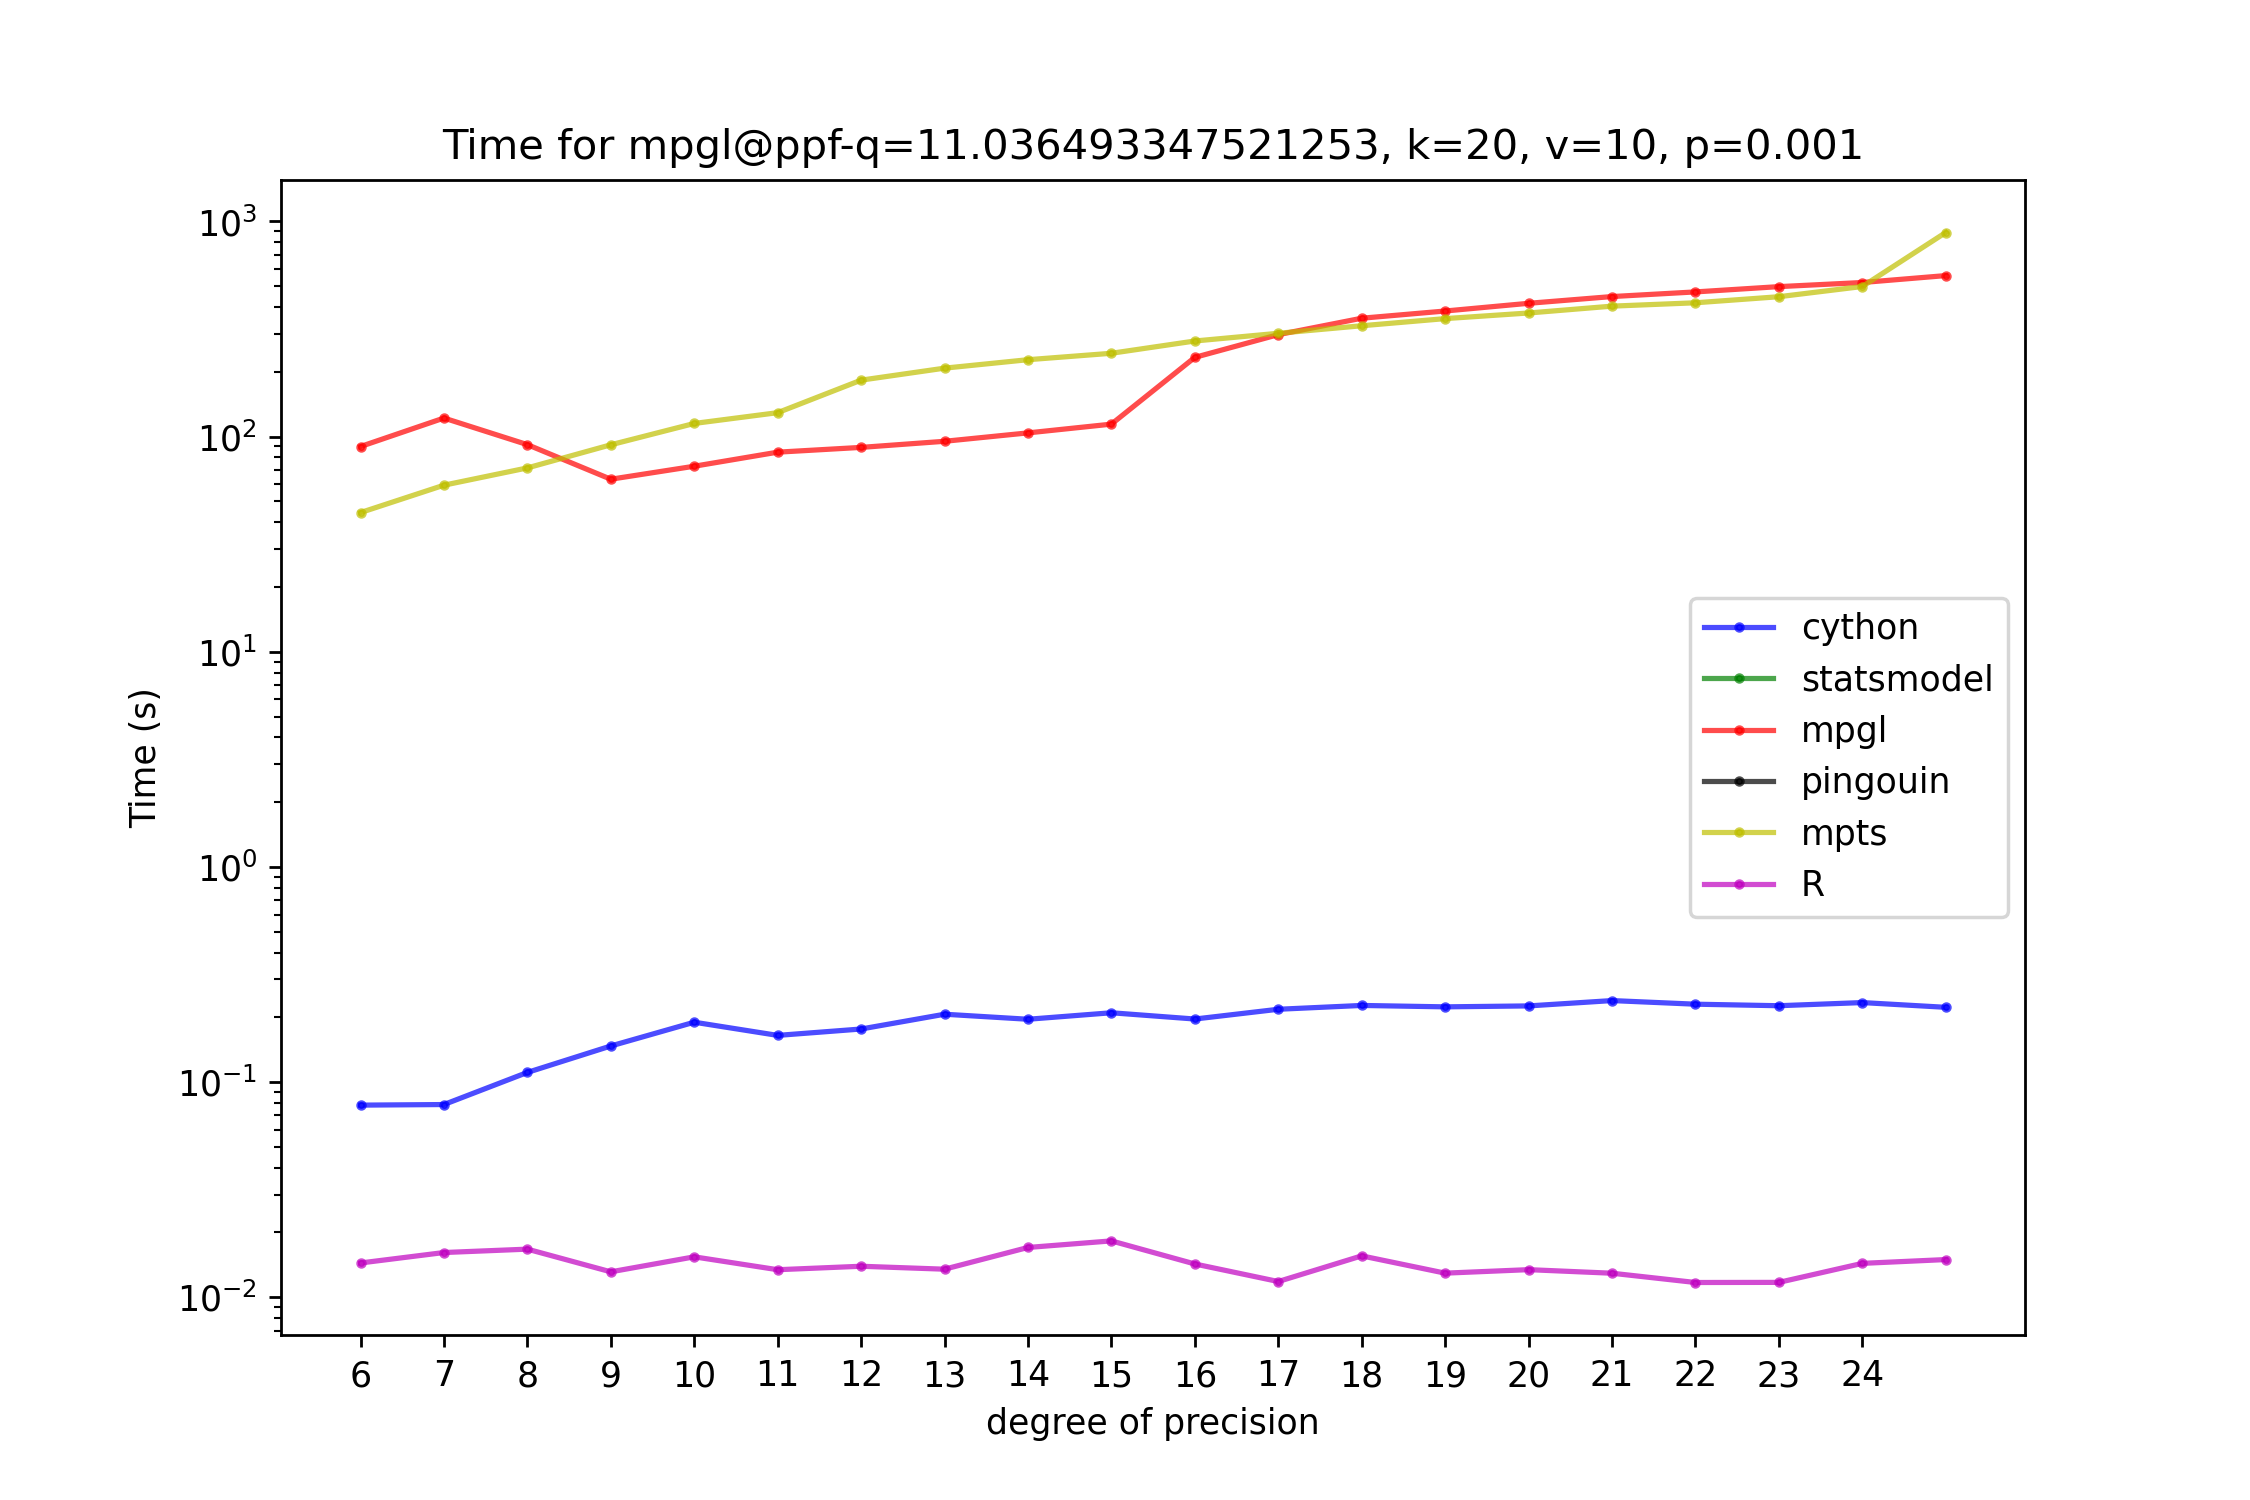 Time for mpgl@ppf-q=11.036493347521253, k=20, v=10, p=0.001
10³
10²
10¹
10⁰
10⁻¹
10⁻²
Time (s)
cython
statsmodel
mpgl
pingouin
mpts
R
6 7 8 9 10 11 12 13 14 15 16 17 18 19 20 21 22 23 24
degree of precision